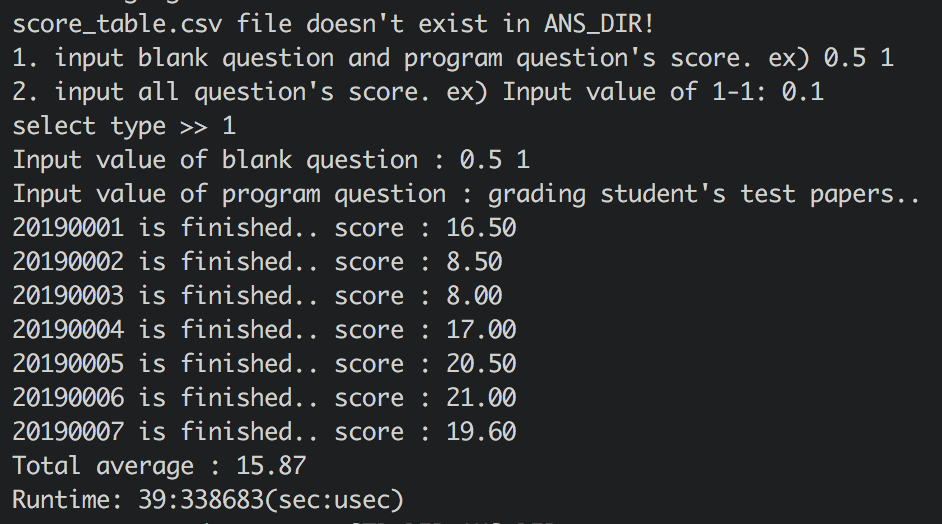 score_table.csv file doesn't exist in ANS_DIR!
1. input blank question and program question's score. ex) 0.5 1
2. input all question's score. ex) Input value of 1-1: 0.1
select type >> 1
Input value of blank question : 0.5 1
Input value of program question : grading student's test papers..
20190001 is finished.. score : 16.50
20190002 is finished.. score : 8.50
20190003 is finished.. score : 8.00
20190004 is finished.. score : 17.00
20190005 is finished.. score : 20.50
20190006 is finished.. score : 21.00
20190007 is finished.. score : 19.60
Total average : 15.87
Runtime: 39:338683(sec:usec)